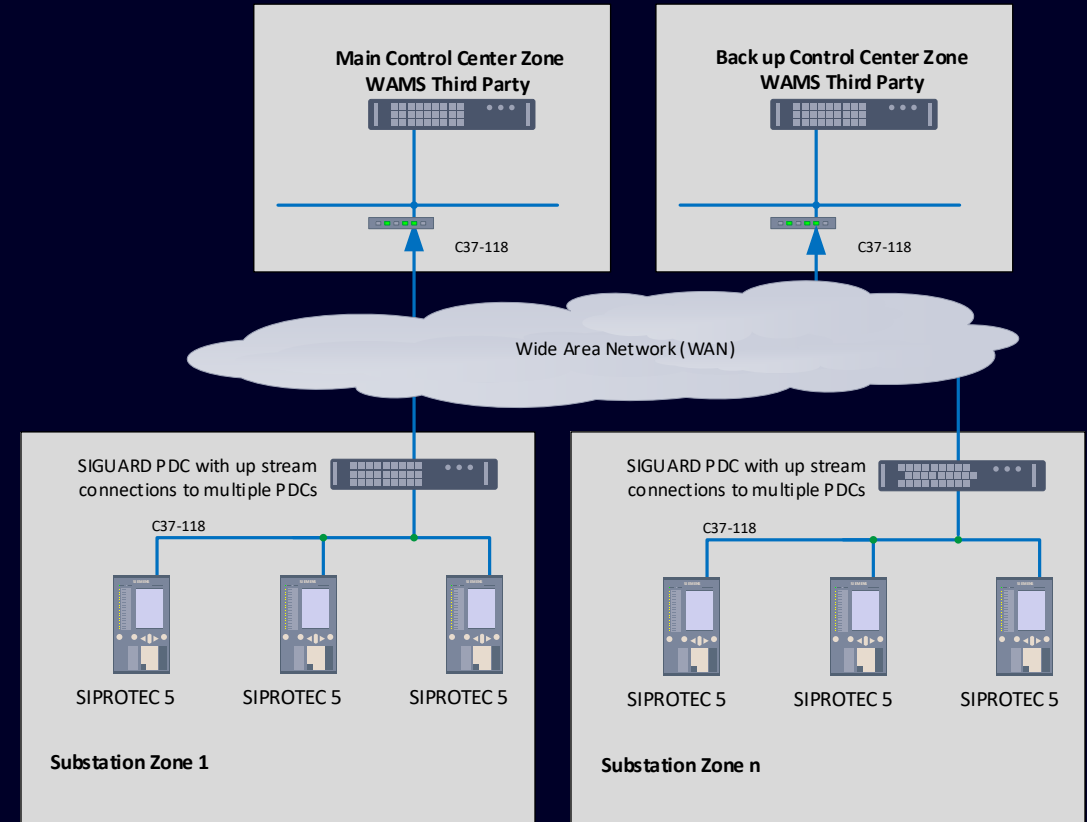 Main Control Center Zone
WAMS Third Party
Back up Control Center Zone
WAMS Third Party
C37-118
C37-118
Wide Area Network (WAN)
SIGUARD PDC with up stream
connections to multiple PDCs
C37-118
SIPROTEC 5
SIPROTEC 5
SIPROTEC 5
Substation Zone 1
SIGUARD PDC with up stream
connections to multiple PDCs
C37-118
SIPROTEC 5
SIPROTEC 5
SIPROTEC 5
Substation Zone n